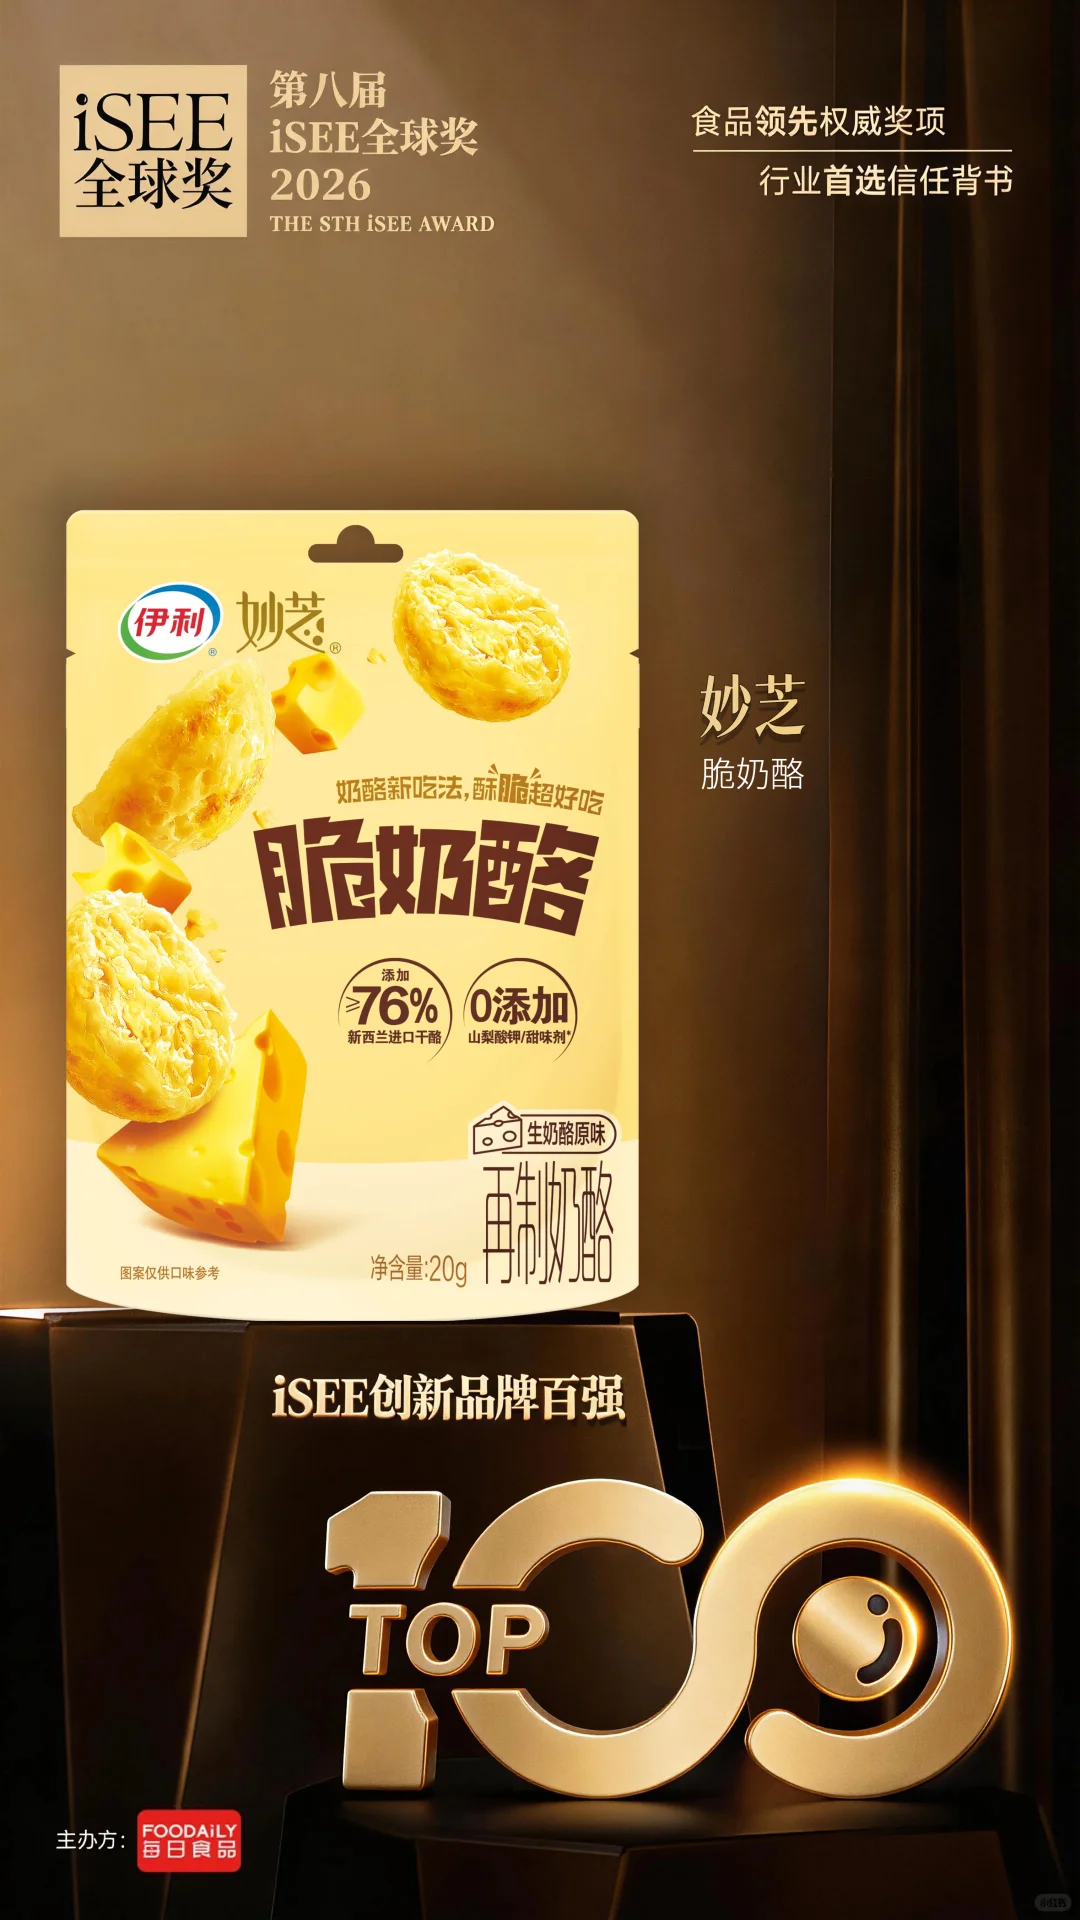 iSEE
全球奖
第八届
iSEE全球奖
2026
THE 8TH iSEE AWARD
食品领先权威奖项
行业首选信任背书
伊利®
妙芝®
奶酪新吃法,酥脆超好吃
脆奶酪
添加
≥76%
新西兰进口干酪
0添加
山梨酸钾/甜味剂*
生奶酪原味
再制奶酪
净含量:20g
图案仅供口味参考
妙芝
脆奶酪
iSEE创新品牌百强
TOP
100
主办方:
FOODAiLY
每日食品
小红书